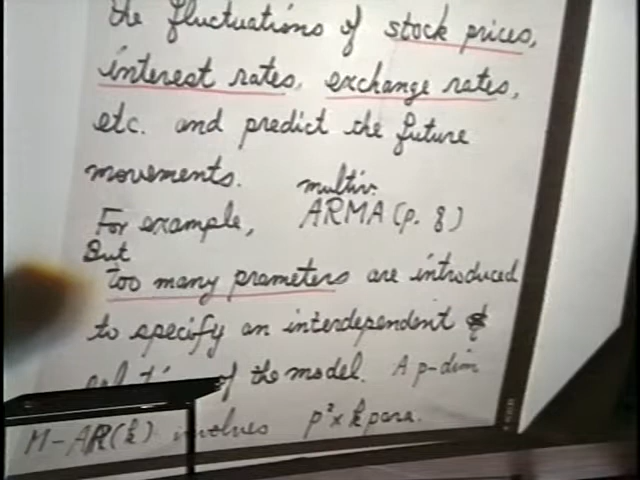 the fluctuations of stock prices,
interest rates, exchange rates,
etc. and predict the future
movements.
multiv.
For example, ARMA (p. q)
But
too many prameters are introduced
to specify an interdependent
of the model. A p-dim
M-AR(k) involves p²×k para.